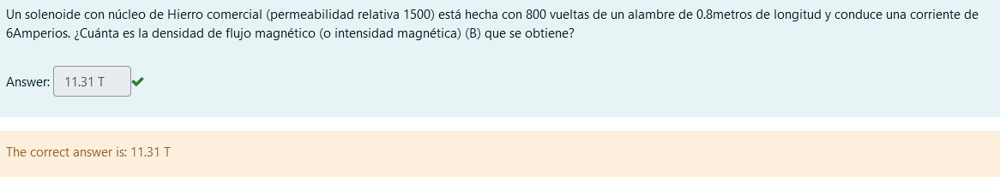 Un solenoide con núcleo de Hierro comercial (permeabilidad relativa 1500) está hecha con 800 vueltas de un alambre de 0.8metros de longitud y conduce una corriente de
6Amperios. ¿Cuánta es la densidad de flujo magnético (o intensidad magnética) (B) que se obtiene?
Answer: 11.31 T
The correct answer is: 11.31 T